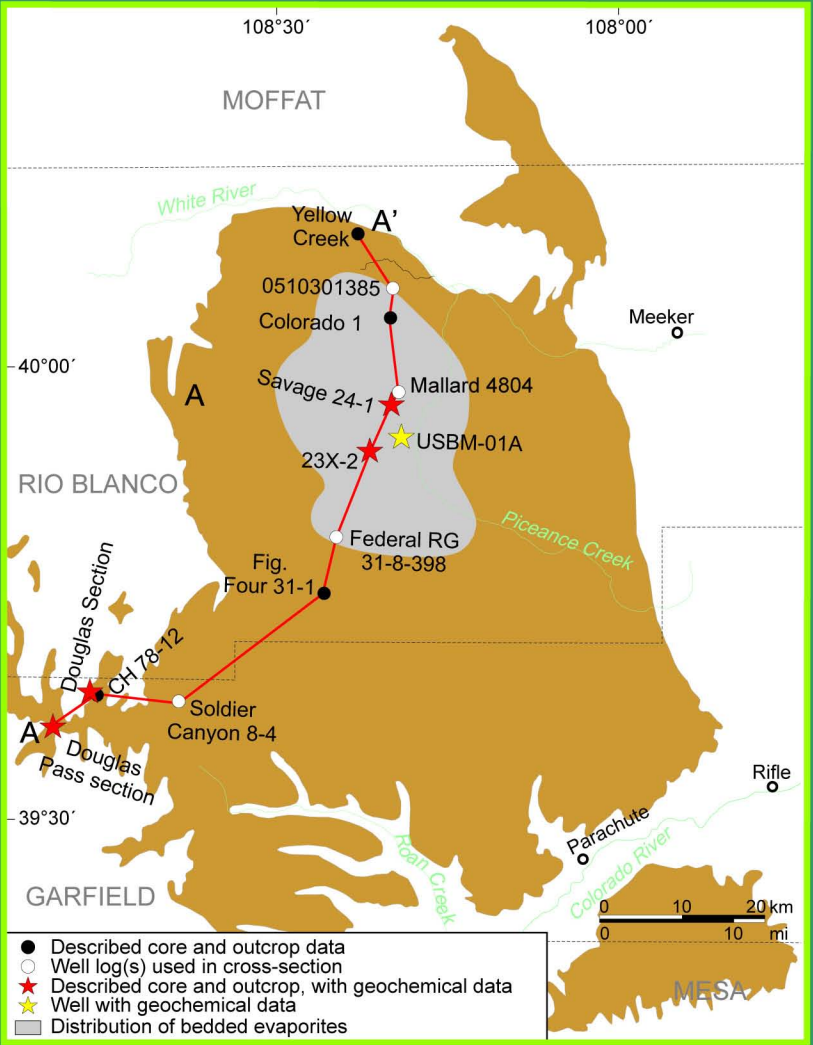 108°30´
108°00´
MOFFAT
White River
Yellow
Creek
A’
0510301385
Colorado 1
Meeker
40°00´
Savage 24-1
Mallard 4804
A
USBM-01A
23X-2
RIO BLANCO
Piceance Creek
Federal RG
31-8-398
Fig.
Four 31-1
Douglas Section
CH 78-12
Soldier
Canyon 8-4
A
Douglas
Pass section
Rifle
39°30´
Parachute
Roan Creek
Colorado River
GARFIELD
0 10 20 km
0 10 mi
MESA
Described core and outcrop data
Well log(s) used in cross-section
Described core and outcrop, with geochemical data
Well with geochemical data
Distribution of bedded evaporites